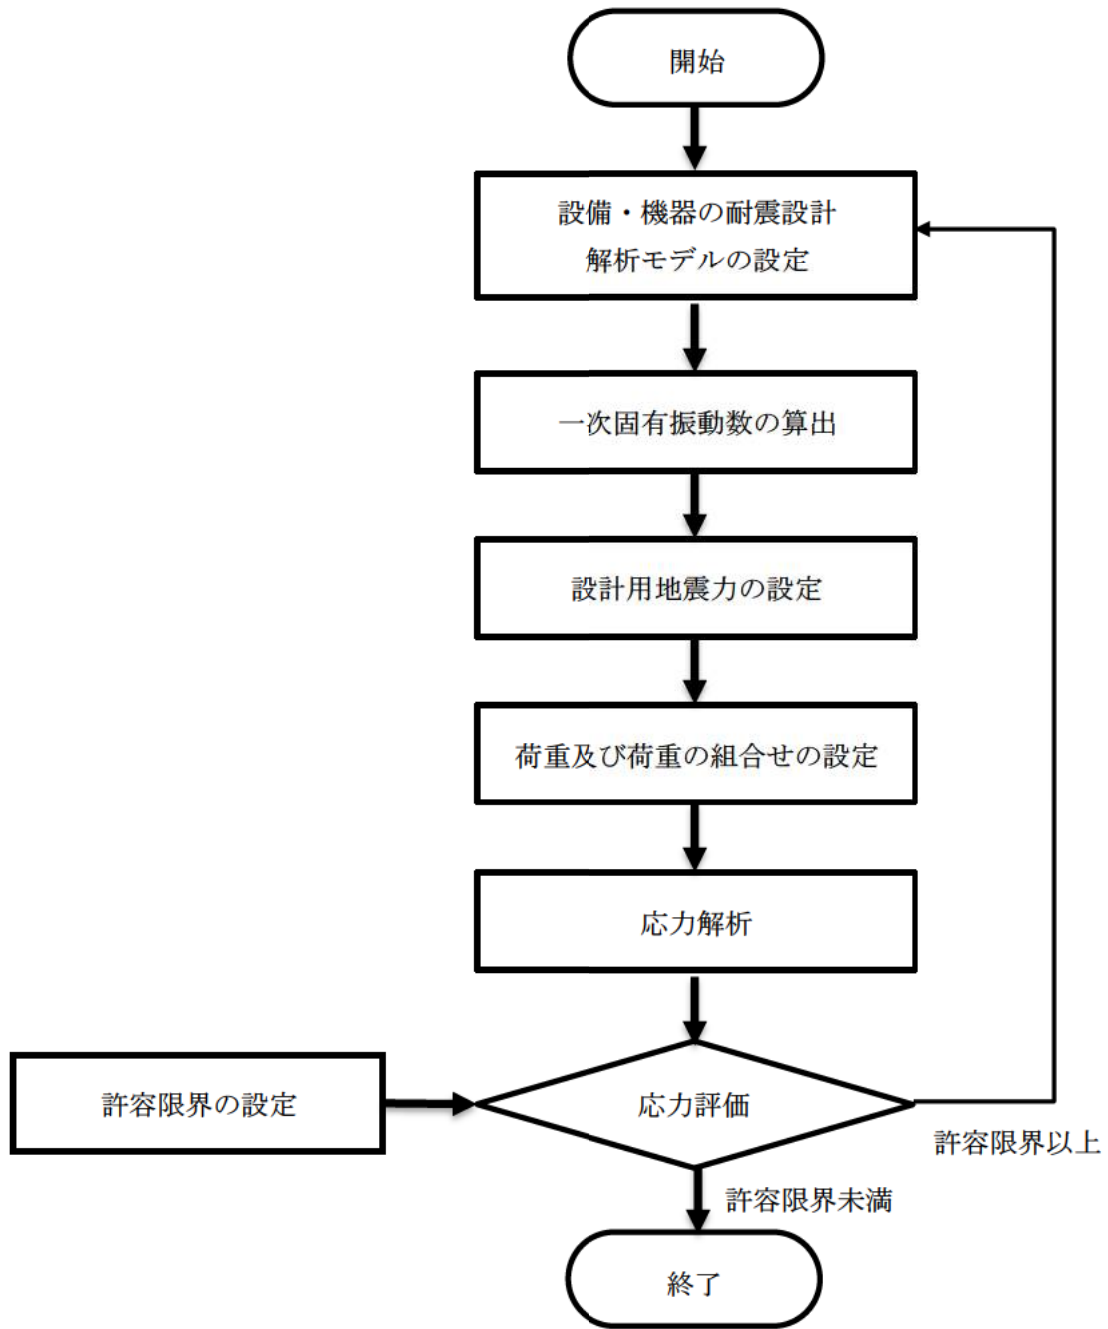 開始
設備・機器の耐震設計
解析モデルの設定
一次固有振動数の算出
設計用地震力の設定
荷重及び荷重の組合せの設定
応力解析
許容限界の設定
応力評価
許容限界以上
許容限界未満
終了